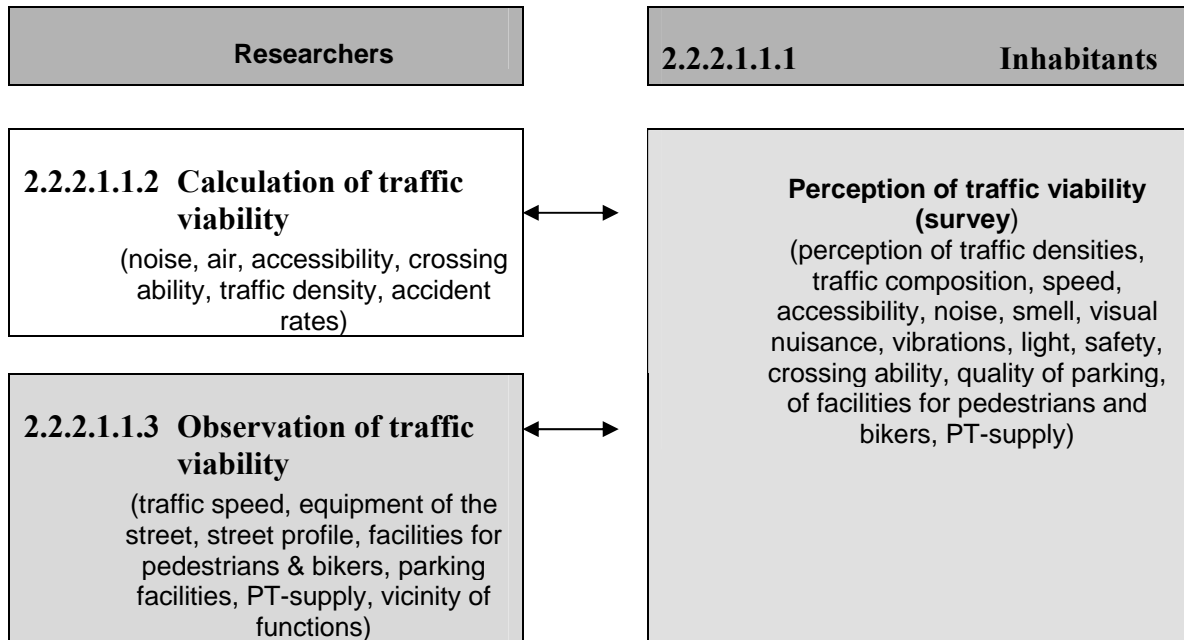 Researchers
2.2.2.1.1.1 Inhabitants
2.2.2.1.1.2 Calculation of traffic
viability
(noise, air, accessibility, crossing
ability, traffic density, accident
rates)
2.2.2.1.1.3 Observation of traffic
viability
(traffic speed, equipment of the
street, street profile, facilities for
pedestrians & bikers, parking
facilities, PT-supply, vicinity of
functions)
Perception of traffic viability
(survey)
(perception of traffic densities,
traffic composition, speed,
accessibility, noise, smell, visual
nuisance, vibrations, light, safety,
crossing ability, quality of parking,
of facilities for pedestrians and
bikers, PT-supply)